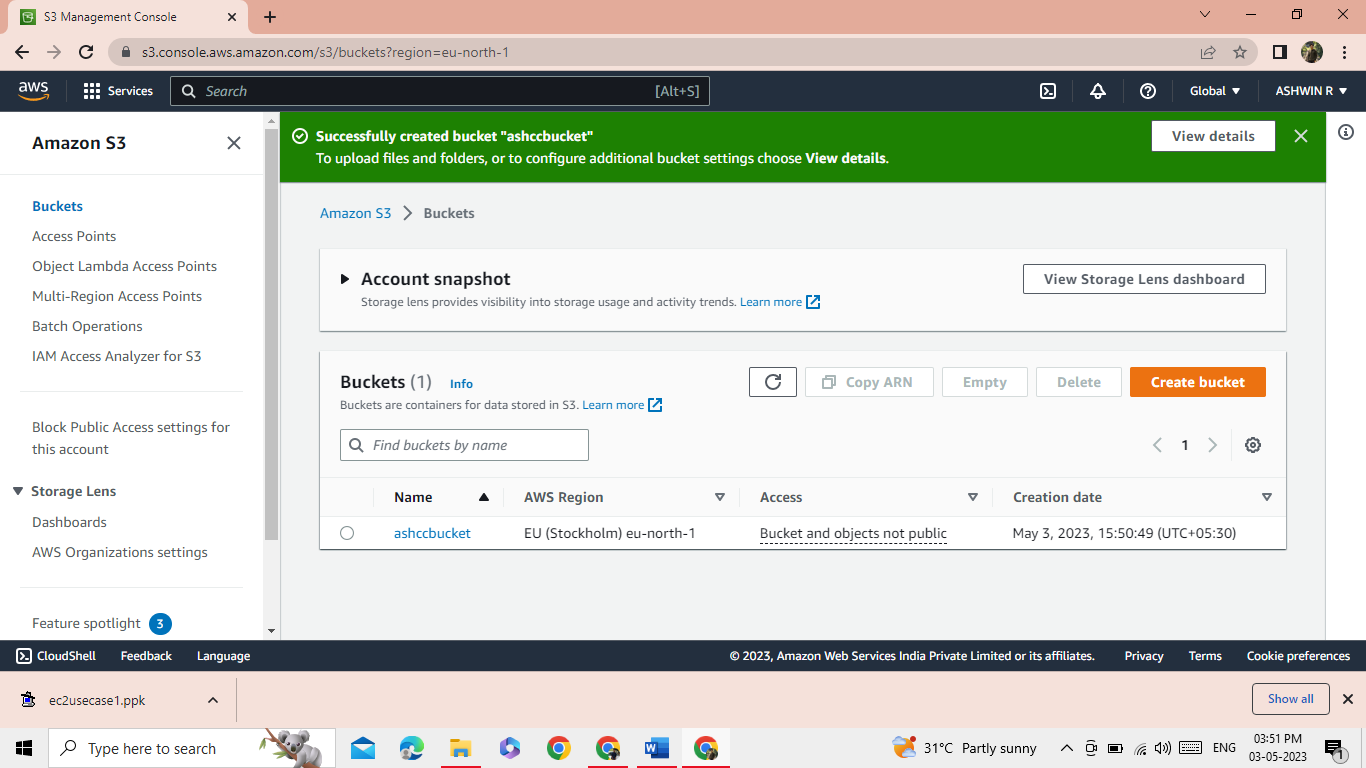 S3 Management Console
s3.console.aws.amazon.com/s3/buckets?region=eu-north-1
aws
Services
Search
[Alt+S]
Global
ASHWIN R
Amazon S3
Buckets
Access Points
Object Lambda Access Points
Multi-Region Access Points
Batch Operations
IAM Access Analyzer for S3
Block Public Access settings for
this account
Storage Lens
Dashboards
AWS Organizations settings
Feature spotlight 3
Successfully created bucket "ashccbucket"
To upload files and folders, or to configure additional bucket settings choose View details.
View details
Amazon S3 Buckets
Account snapshot
Storage lens provides visibility into storage usage and activity trends. Learn more
View Storage Lens dashboard
Buckets (1) Info
Buckets are containers for data stored in S3. Learn more
Copy ARN
Empty
Delete
Create bucket
Find buckets by name
1
Name AWS Region Access Creation date
ashccbucket EU (Stockholm) eu-north-1 Bucket and objects not public May 3, 2023, 15:50:49 (UTC+05:30)
CloudShell Feedback Language © 2023, Amazon Web Services India Private Limited or its affiliates. Privacy Terms Cookie preferences
ec2usecase1.ppk
Show all
Type here to search
31°C Partly sunny
ENG
03:51 PM
03-05-2023
1